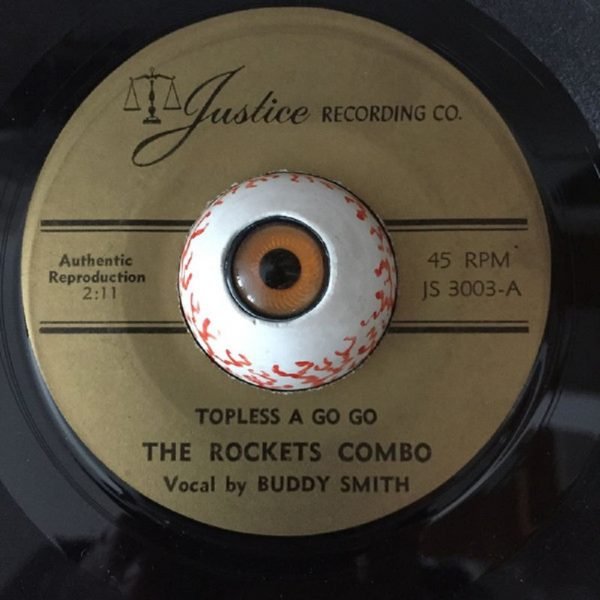 Justice RECORDING CO.
Authentic
Reproduction
2:11
45 RPM
JS 3003-A
TOPLESS A GO GO
THE ROCKETS COMBO
Vocal by BUDDY SMITH